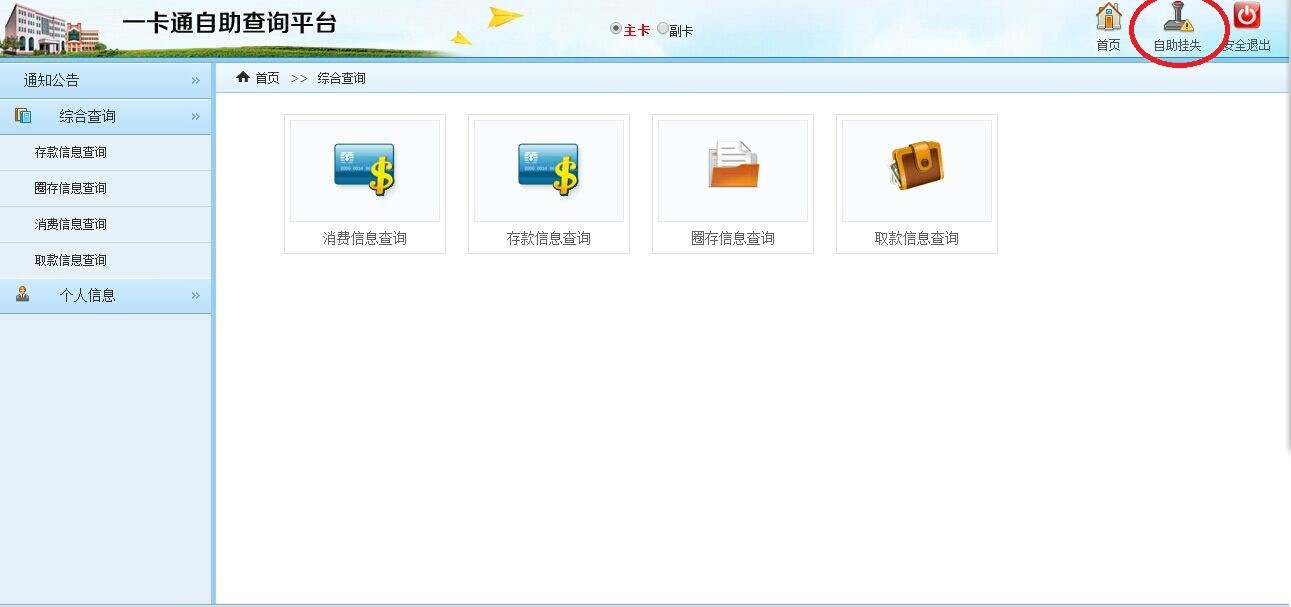 一卡通自助查询平台
主卡 副卡
首页 自助挂失 安全退出
通知公告 »
首页 >> 综合查询
综合查询 »
存款信息查询
圈存信息查询
消费信息查询
取款信息查询
个人信息 »
消费信息查询 存款信息查询 圈存信息查询 取款信息查询